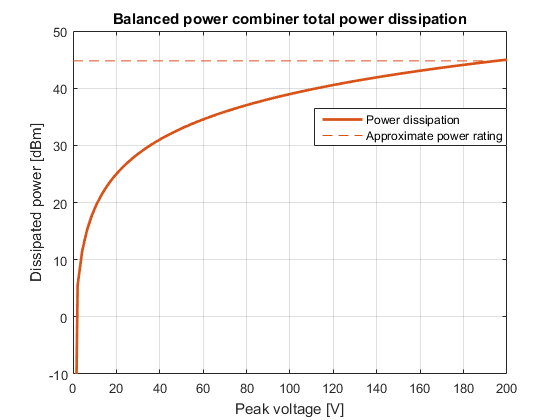 Balanced power combiner total power dissipation
50
40
30
20
10
0
-10
Dissipated power [dBm]
Power dissipation
Approximate power rating
0 20 40 60 80 100 120 140 160 180 200
Peak voltage [V]